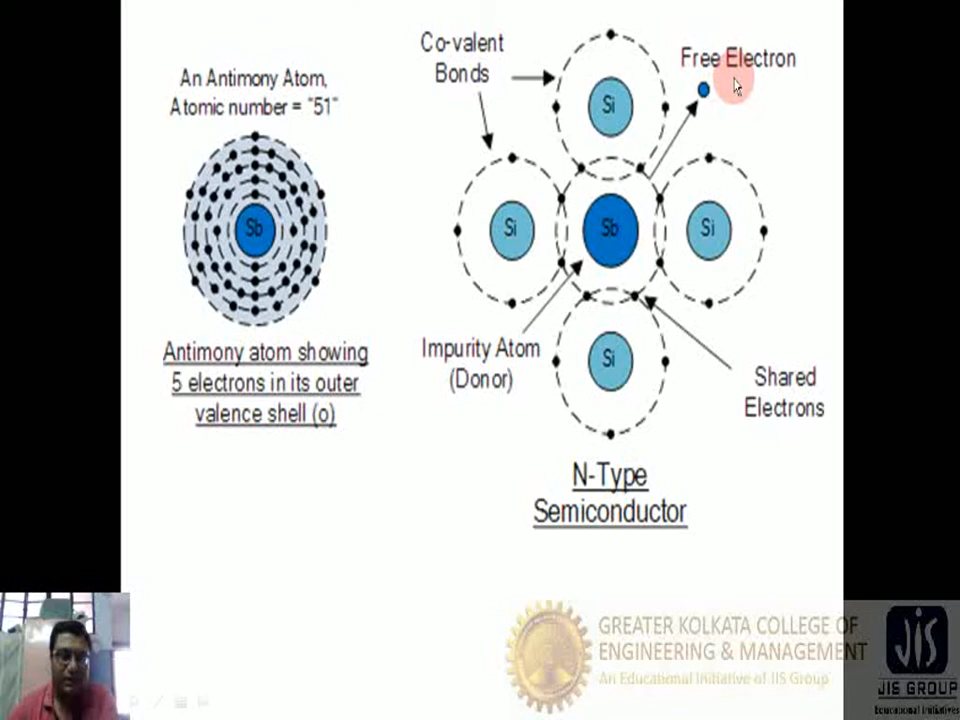 An Antimony Atom,
Atomic number = "51"
Sb
Antimony atom showing
5 electrons in its outer
valence shell (o)
Co-valent
Bonds
Free Electron
Si
Si
Sb
Si
Si
Impurity Atom
(Donor)
Shared
Electrons
N-Type
Semiconductor
GREATER KOLKATA COLLEGE OF
ENGINEERING & MANAGEMENT
An Educational Initiative of JIS Group
JIS
JIS GROUP
Educational Initiatives